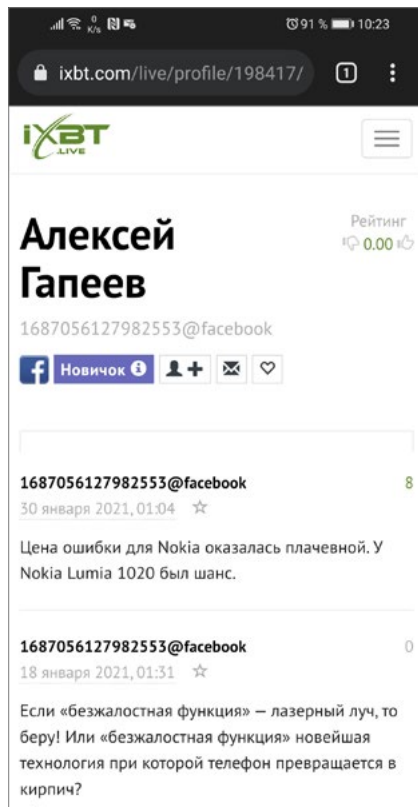 0 K/s 91 % 10:23
ixbt.com/live/profile/198417/ 1
iXBT
.LIVE
Алексей
Гапеев
Рейтинг
0.00
1687056127982553@facebook
f Новичок i
1687056127982553@facebook 8
30 января 2021, 01:04
Цена ошибки для Nokia оказалась плачевной. У
Nokia Lumia 1020 был шанс.
1687056127982553@facebook 0
18 января 2021, 01:31
Если «безжалостная функция» — лазерный луч, то
беру! Или «безжалостная функция» новейшая
технология при которой телефон превращается в
кирпич?